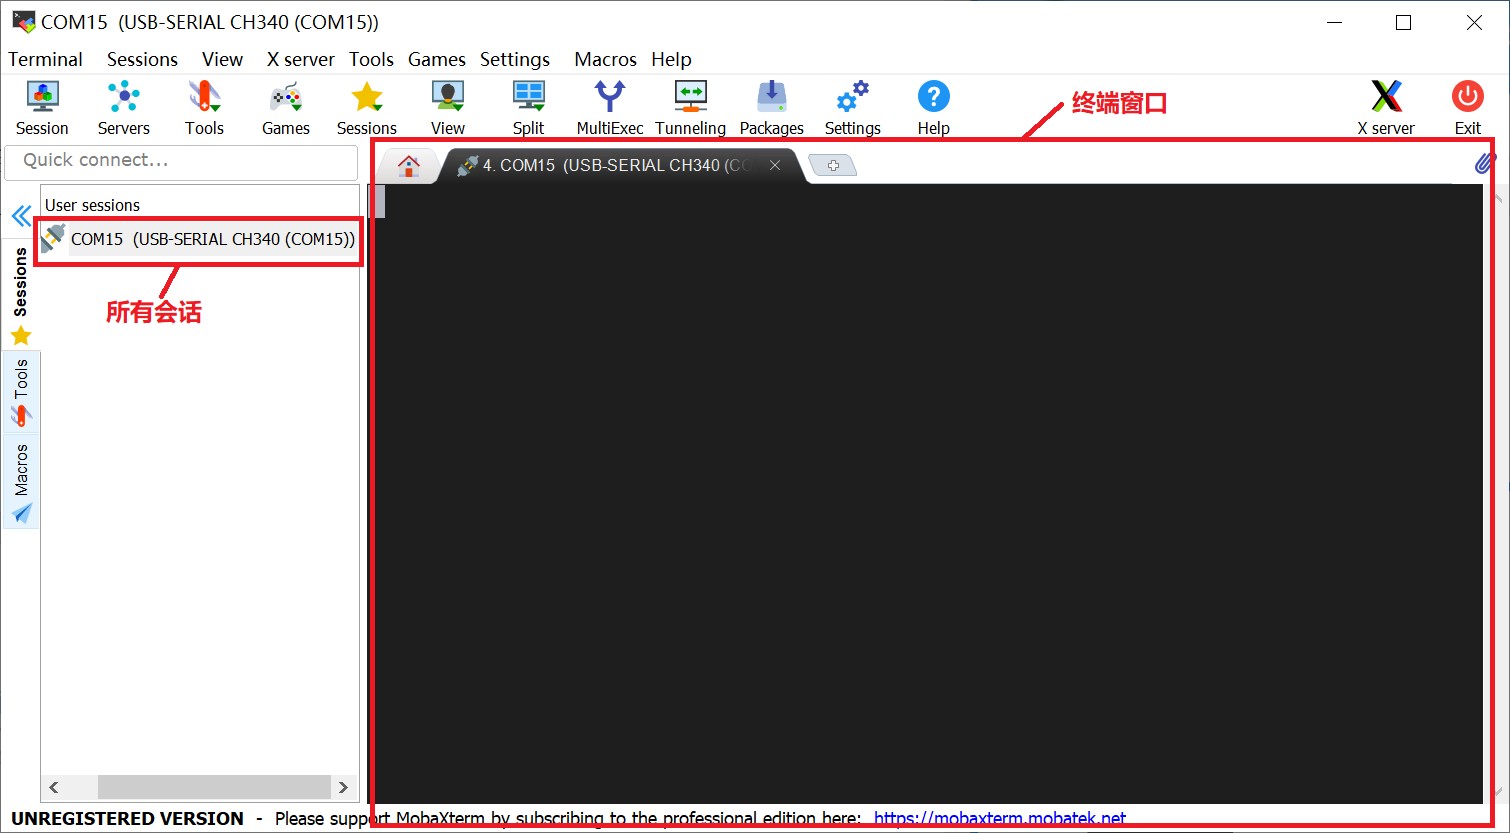 COM15  (USB-SERIAL CH340 (COM15))
Terminal Sessions View X server Tools Games Settings Macros Help
Session Servers Tools Games Sessions View Split MultiExec Tunneling Packages Settings Help X server Exit
终端窗口
Quick connect...
4. COM15  (USB-SERIAL CH340 (CO
User sessions
COM15  (USB-SERIAL CH340 (COM15))
所有会话
Sessions
Tools
Macros
UNREGISTERED VERSION  -  Please support MobaXterm by subscribing to the professional edition here:  https://mobaxterm.mobatek.net